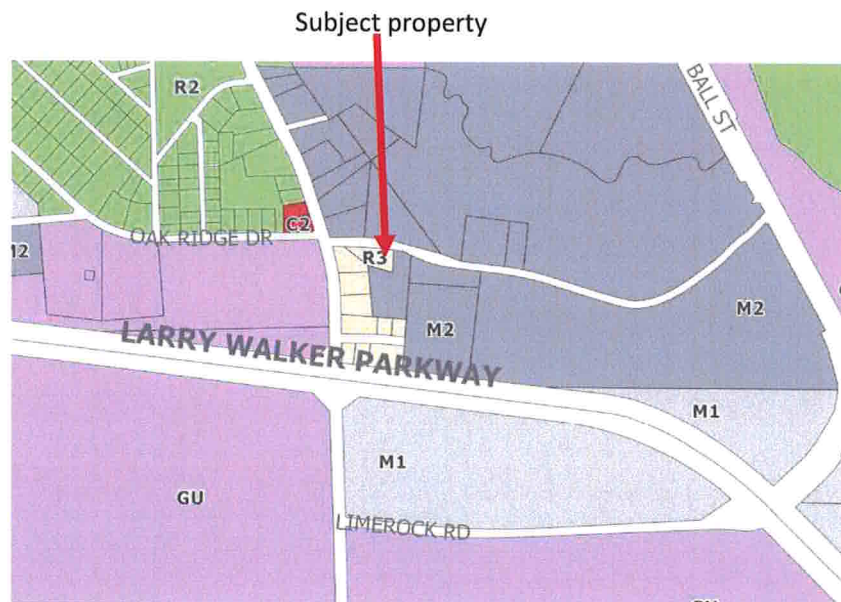 Subject property
R2
BALL ST
C2
OAK RIDGE DR
R3
M2
M2
LARRY WALKER PARKWAY
M1
M1
GU
LIMEROCK RD